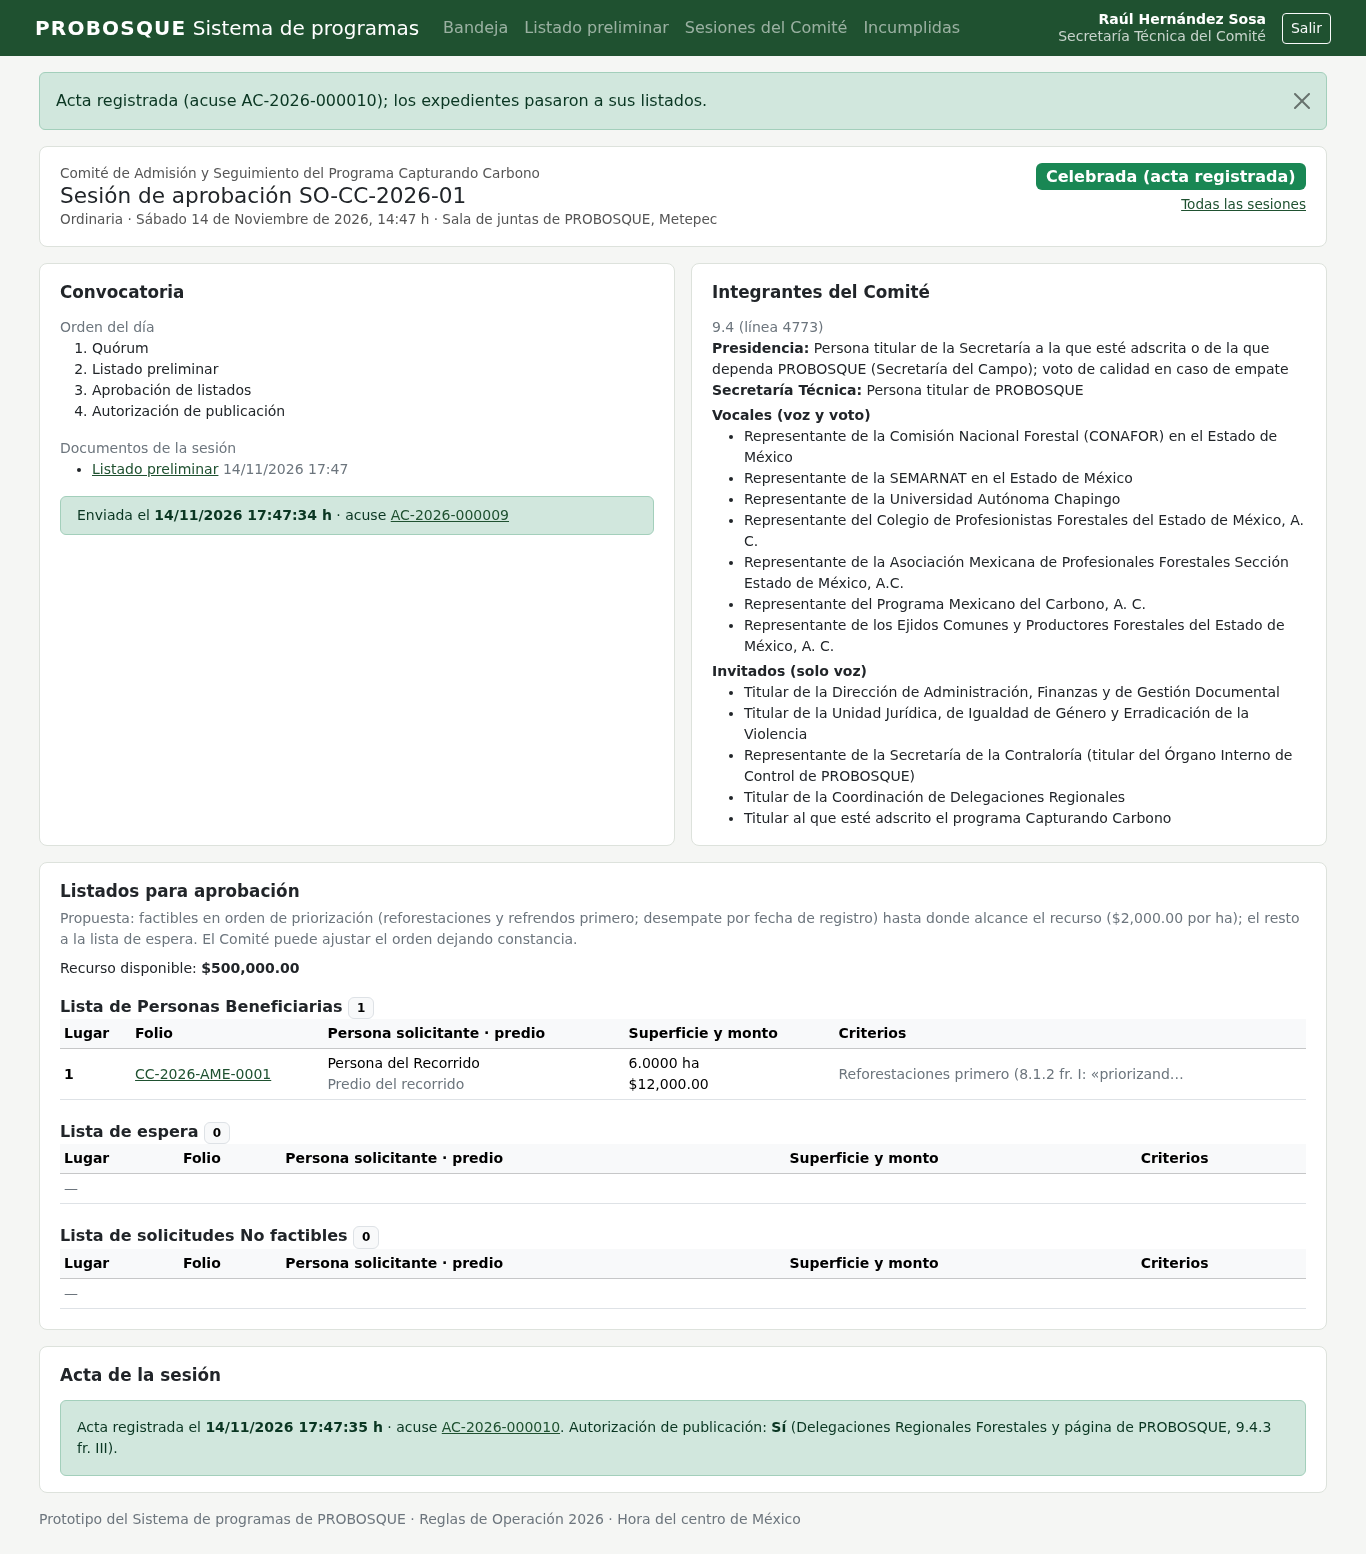 PROBOSQUE Sistema de programas Bandeja Listado preliminar Sesiones del Comité Incumplidas
Raúl Hernández Sosa
Secretaría Técnica del Comité
Salir
Acta registrada (acuse AC-2026-000010); los expedientes pasaron a sus listados.
Comité de Admisión y Seguimiento del Programa Capturando Carbono
Sesión de aprobación SO-CC-2026-01
Ordinaria · Sábado 14 de Noviembre de 2026, 14:47 h · Sala de juntas de PROBOSQUE, Metepec
Celebrada (acta registrada)
Todas las sesiones
Convocatoria
Orden del día
1. Quórum
2. Listado preliminar
3. Aprobación de listados
4. Autorización de publicación
Documentos de la sesión
• Listado preliminar 14/11/2026 17:47
Enviada el 14/11/2026 17:47:34 h · acuse AC-2026-000009
Integrantes del Comité
9.4 (línea 4773)
Presidencia: Persona titular de la Secretaría a la que esté adscrita o de la que
dependa PROBOSQUE (Secretaría del Campo); voto de calidad en caso de empate
Secretaría Técnica: Persona titular de PROBOSQUE
Vocales (voz y voto)
• Representante de la Comisión Nacional Forestal (CONAFOR) en el Estado de
México
• Representante de la SEMARNAT en el Estado de México
• Representante de la Universidad Autónoma Chapingo
• Representante del Colegio de Profesionistas Forestales del Estado de México, A.
C.
• Representante de la Asociación Mexicana de Profesionales Forestales Sección
Estado de México, A.C.
• Representante del Programa Mexicano del Carbono, A. C.
• Representante de los Ejidos Comunes y Productores Forestales del Estado de
México, A. C.
Invitados (solo voz)
• Titular de la Dirección de Administración, Finanzas y de Gestión Documental
• Titular de la Unidad Jurídica, de Igualdad de Género y Erradicación de la
Violencia
• Representante de la Secretaría de la Contraloría (titular del Órgano Interno de
Control de PROBOSQUE)
• Titular de la Coordinación de Delegaciones Regionales
• Titular al que esté adscrito el programa Capturando Carbono
Listados para aprobación
Propuesta: factibles en orden de priorización (reforestaciones y refrendos primero; desempate por fecha de registro) hasta donde alcance el recurso ($2,000.00 por ha); el resto
a la lista de espera. El Comité puede ajustar el orden dejando constancia.
Recurso disponible: $500,000.00
Lista de Personas Beneficiarias 1
Lugar Folio Persona solicitante · predio Superficie y monto Criterios
1 CC-2026-AME-0001 Persona del Recorrido 6.0000 ha Reforestaciones primero (8.1.2 fr. I: «priorizand…
Predio del recorrido $12,000.00
Lista de espera 0
Lugar Folio Persona solicitante · predio Superficie y monto Criterios
—
Lista de solicitudes No factibles 0
Lugar Folio Persona solicitante · predio Superficie y monto Criterios
—
Acta de la sesión
Acta registrada el 14/11/2026 17:47:35 h · acuse AC-2026-000010. Autorización de publicación: Sí (Delegaciones Regionales Forestales y página de PROBOSQUE, 9.4.3
fr. III).
Prototipo del Sistema de programas de PROBOSQUE · Reglas de Operación 2026 · Hora del centro de México